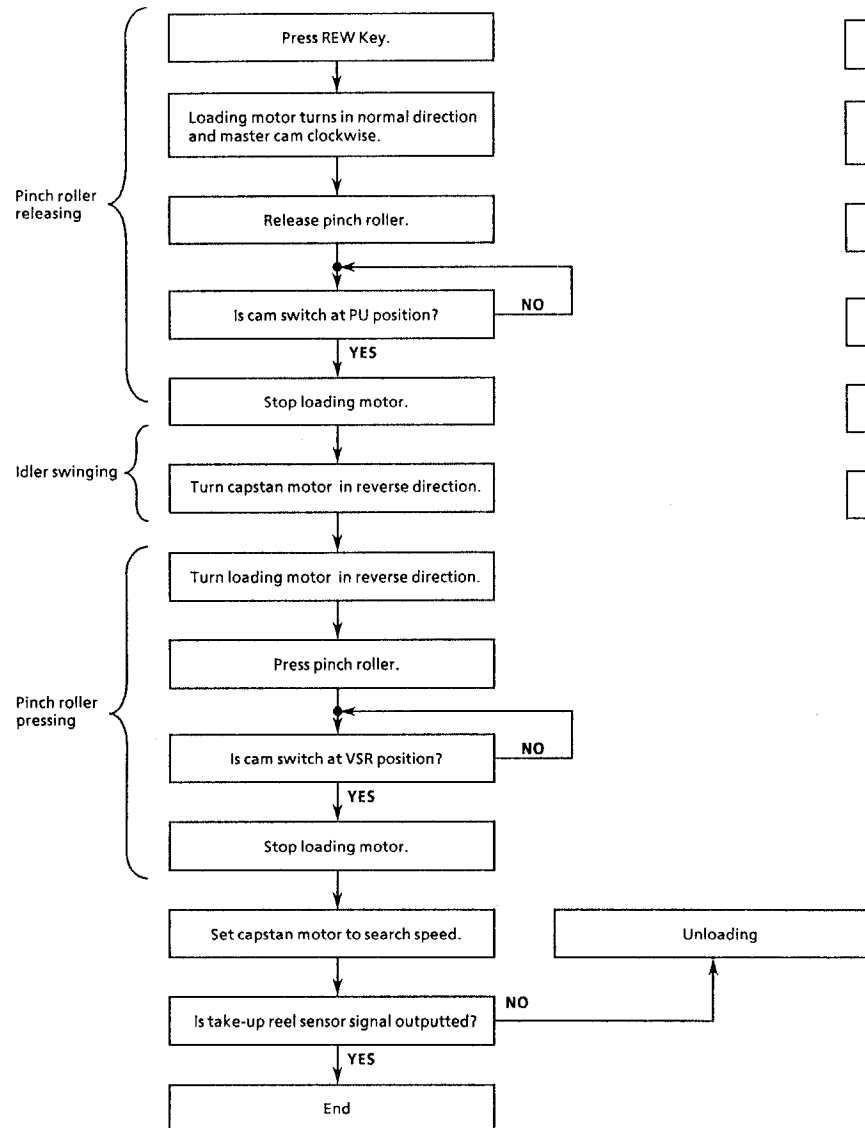 Press REW Key.
Loading motor turns in normal direction
and master cam clockwise.
Pinch roller
releasing
Release pinch roller.
Is cam switch at PU position?
NO
YES
Stop loading motor.
Idler swinging
Turn capstan motor in reverse direction.
Turn loading motor in reverse direction.
Press pinch roller.
Pinch roller
pressing
Is cam switch at VSR position?
NO
YES
Stop loading motor.
Set capstan motor to search speed.
Unloading
Is take-up reel sensor signal outputted?
NO
YES
End